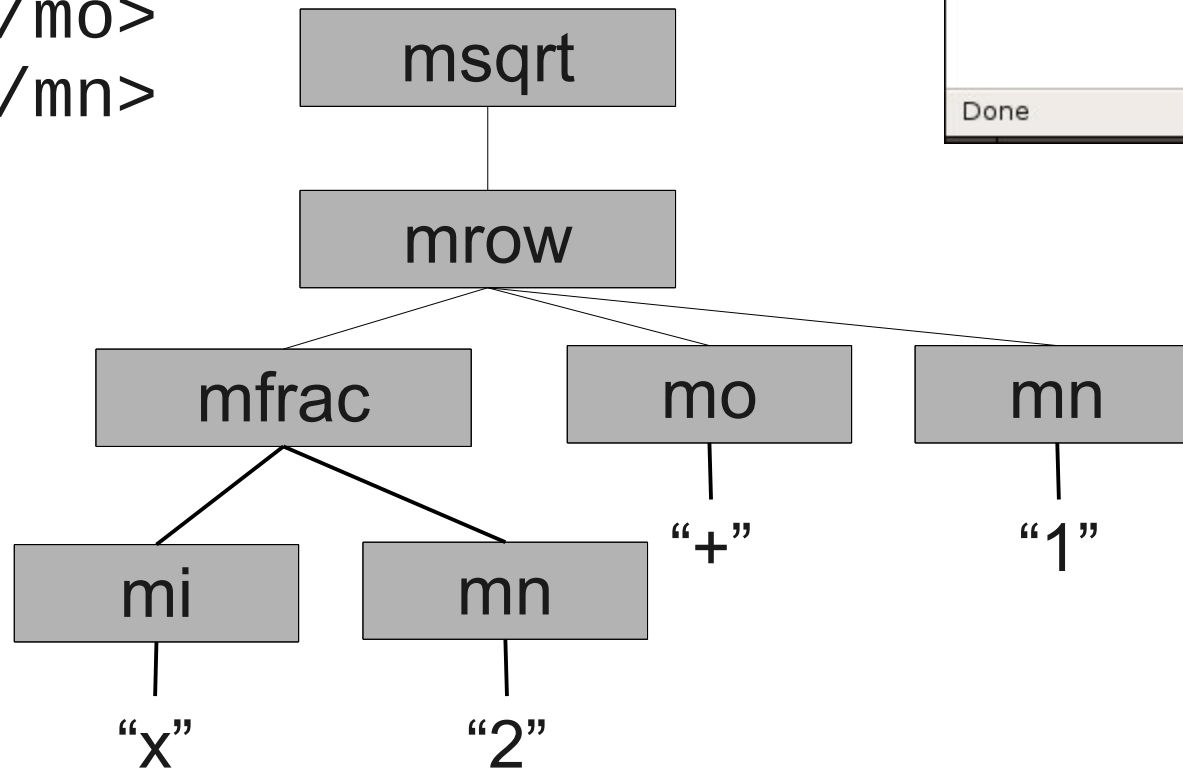 /mo>
/mn>
Done
msqrt
mrow
mfrac
mo
mn
“+”
“1”
mi
mn
“x”
“2”